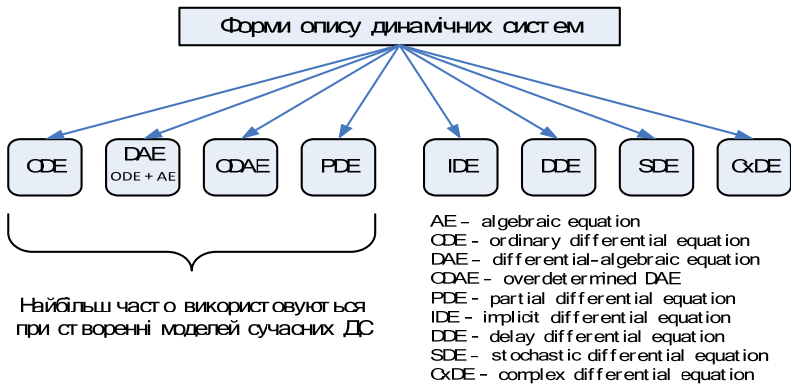 Форми опису динамічних систем
ODE
DAE
ODE + AE
ODAE
PDE
IDE
DDE
SDE
CxDE
Найбільш часто використовуються
при створенні моделей сучасних ДС
AE – algebraic equation
ODE - ordinary differential equation
DAE – differential-algebraic equation
ODAE – overdetermined DAE
PDE - partial differential equation
IDE - implicit differential equation
DDE - delay differential equation
SDE - stochastic differential equation
CxDE - complex differential equation